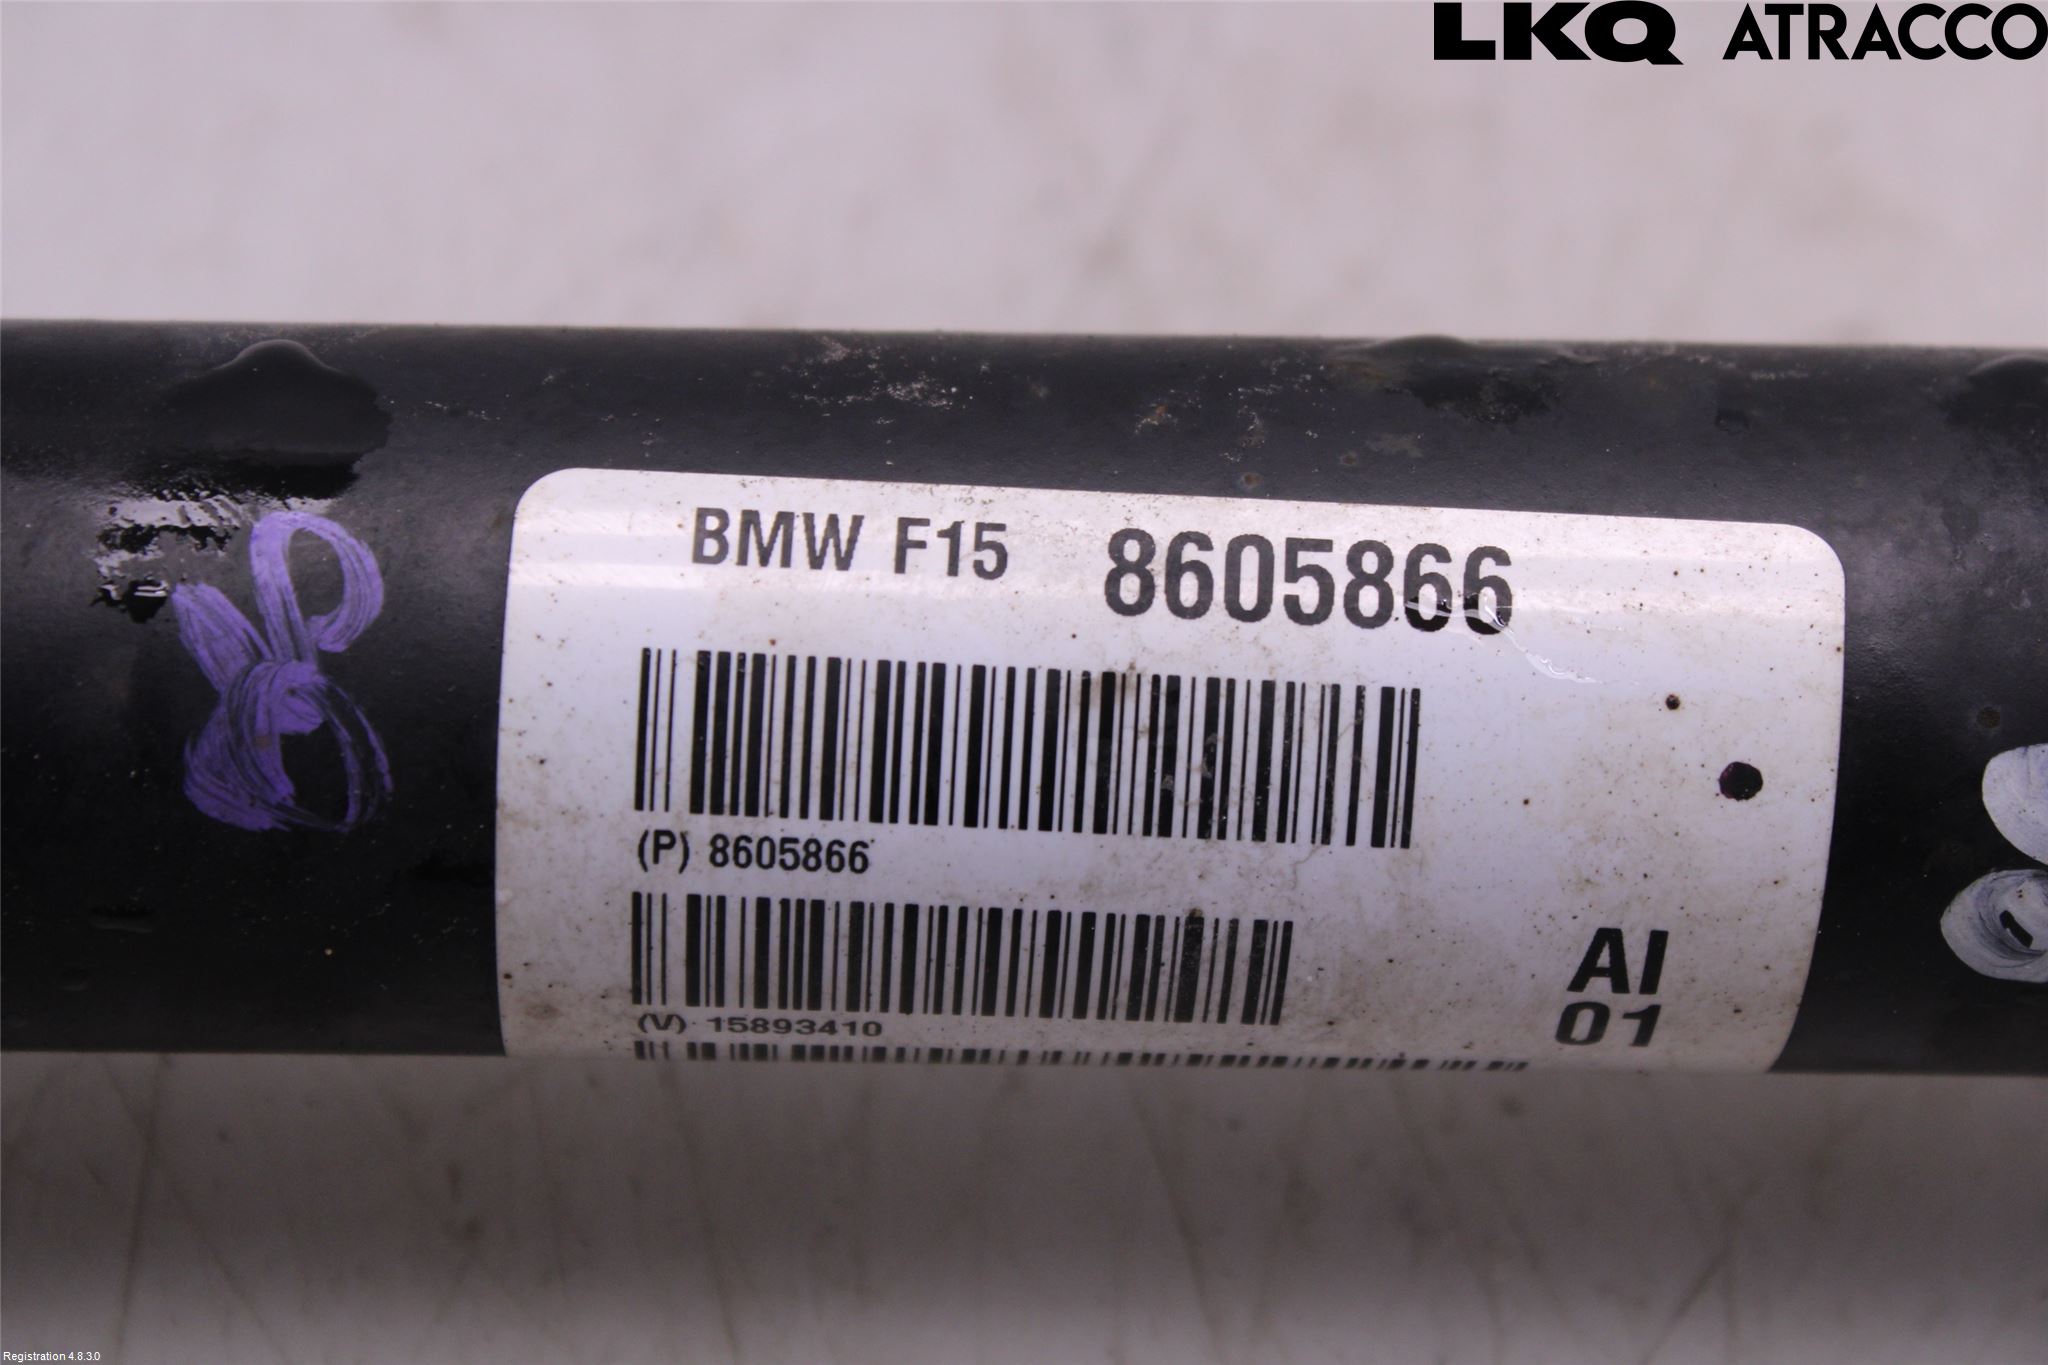 LKQ ATRACCO
BMW F15 8605866
(P) 8605866
(V) 15893410
AI
01
Registration 4.8.3.0